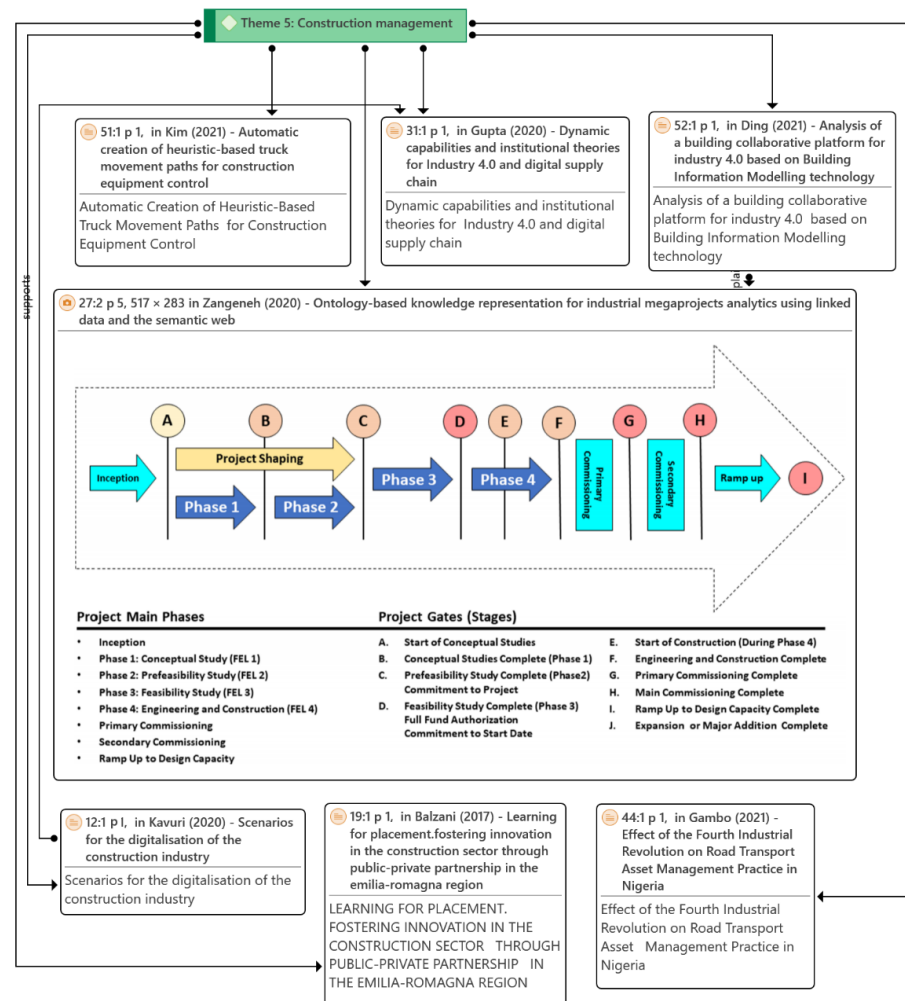 Theme 5: Construction management
51:1 p 1, in Kim (2021) - Automatic
creation of heuristic-based truck
movement paths for construction
equipment control
Automatic Creation of Heuristic-Based
Truck Movement Paths for Construction
Equipment Control
31:1 p 1, in Gupta (2020) - Dynamic
capabilities and institutional theories
for Industry 4.0 and digital supply
chain
Dynamic capabilities and institutional
theories for Industry 4.0 and digital
supply chain
52:1 p 1, in Ding (2021) - Analysis of
a building collaborative platform for
industry 4.0 based on Building
Information Modelling technology
Analysis of a building collaborative
platform for industry 4.0 based on
Building Information Modelling
technology
supports
27:2 p 5, 517 × 283 in Zangeneh (2020) - Ontology-based knowledge representation for industrial megaprojects analytics using linked
data and the semantic web
A
B
C
D
E
F
G
H
I
Inception
Project Shaping
Phase 1
Phase 2
Phase 3
Phase 4
Primary
Commissioning
Secondary
Commissioning
Ramp up
Project Main Phases
• Inception
• Phase 1: Conceptual Study (FEL 1)
• Phase 2: Prefeasibility Study (FEL 2)
• Phase 3: Feasibility Study (FEL 3)
• Phase 4: Engineering and Construction (FEL 4)
• Primary Commissioning
• Secondary Commissioning
• Ramp Up to Design Capacity
Project Gates (Stages)
A. Start of Conceptual Studies
B. Conceptual Studies Complete (Phase 1)
C. Prefeasibility Study Complete (Phase2)
Commitment to Project
D. Feasibility Study Complete (Phase 3)
Full Fund Authorization
Commitment to Start Date
E. Start of Construction (During Phase 4)
F. Engineering and Construction Complete
G. Primary Commissioning Complete
H. Main Commissioning Complete
I. Ramp Up to Design Capacity Complete
J. Expansion or Major Addition Complete
12:1 p I, in Kavuri (2020) - Scenarios
for the digitalisation of the
construction industry
Scenarios for the digitalisation of the
construction industry
19:1 p 1, in Balzani (2017) - Learning
for placement.fostering innovation
in the construction sector through
public-private partnership in the
emilia-romagna region
LEARNING FOR PLACEMENT.
FOSTERING INNOVATION IN THE
CONSTRUCTION SECTOR THROUGH
PUBLIC-PRIVATE PARTNERSHIP IN
THE EMILIA-ROMAGNA REGION
44:1 p 1, in Gambo (2021) -
Effect of the Fourth Industrial
Revolution on Road Transport
Asset Management Practice in
Nigeria
Effect of the Fourth Industrial
Revolution on Road Transport
Asset Management Practice in
Nigeria